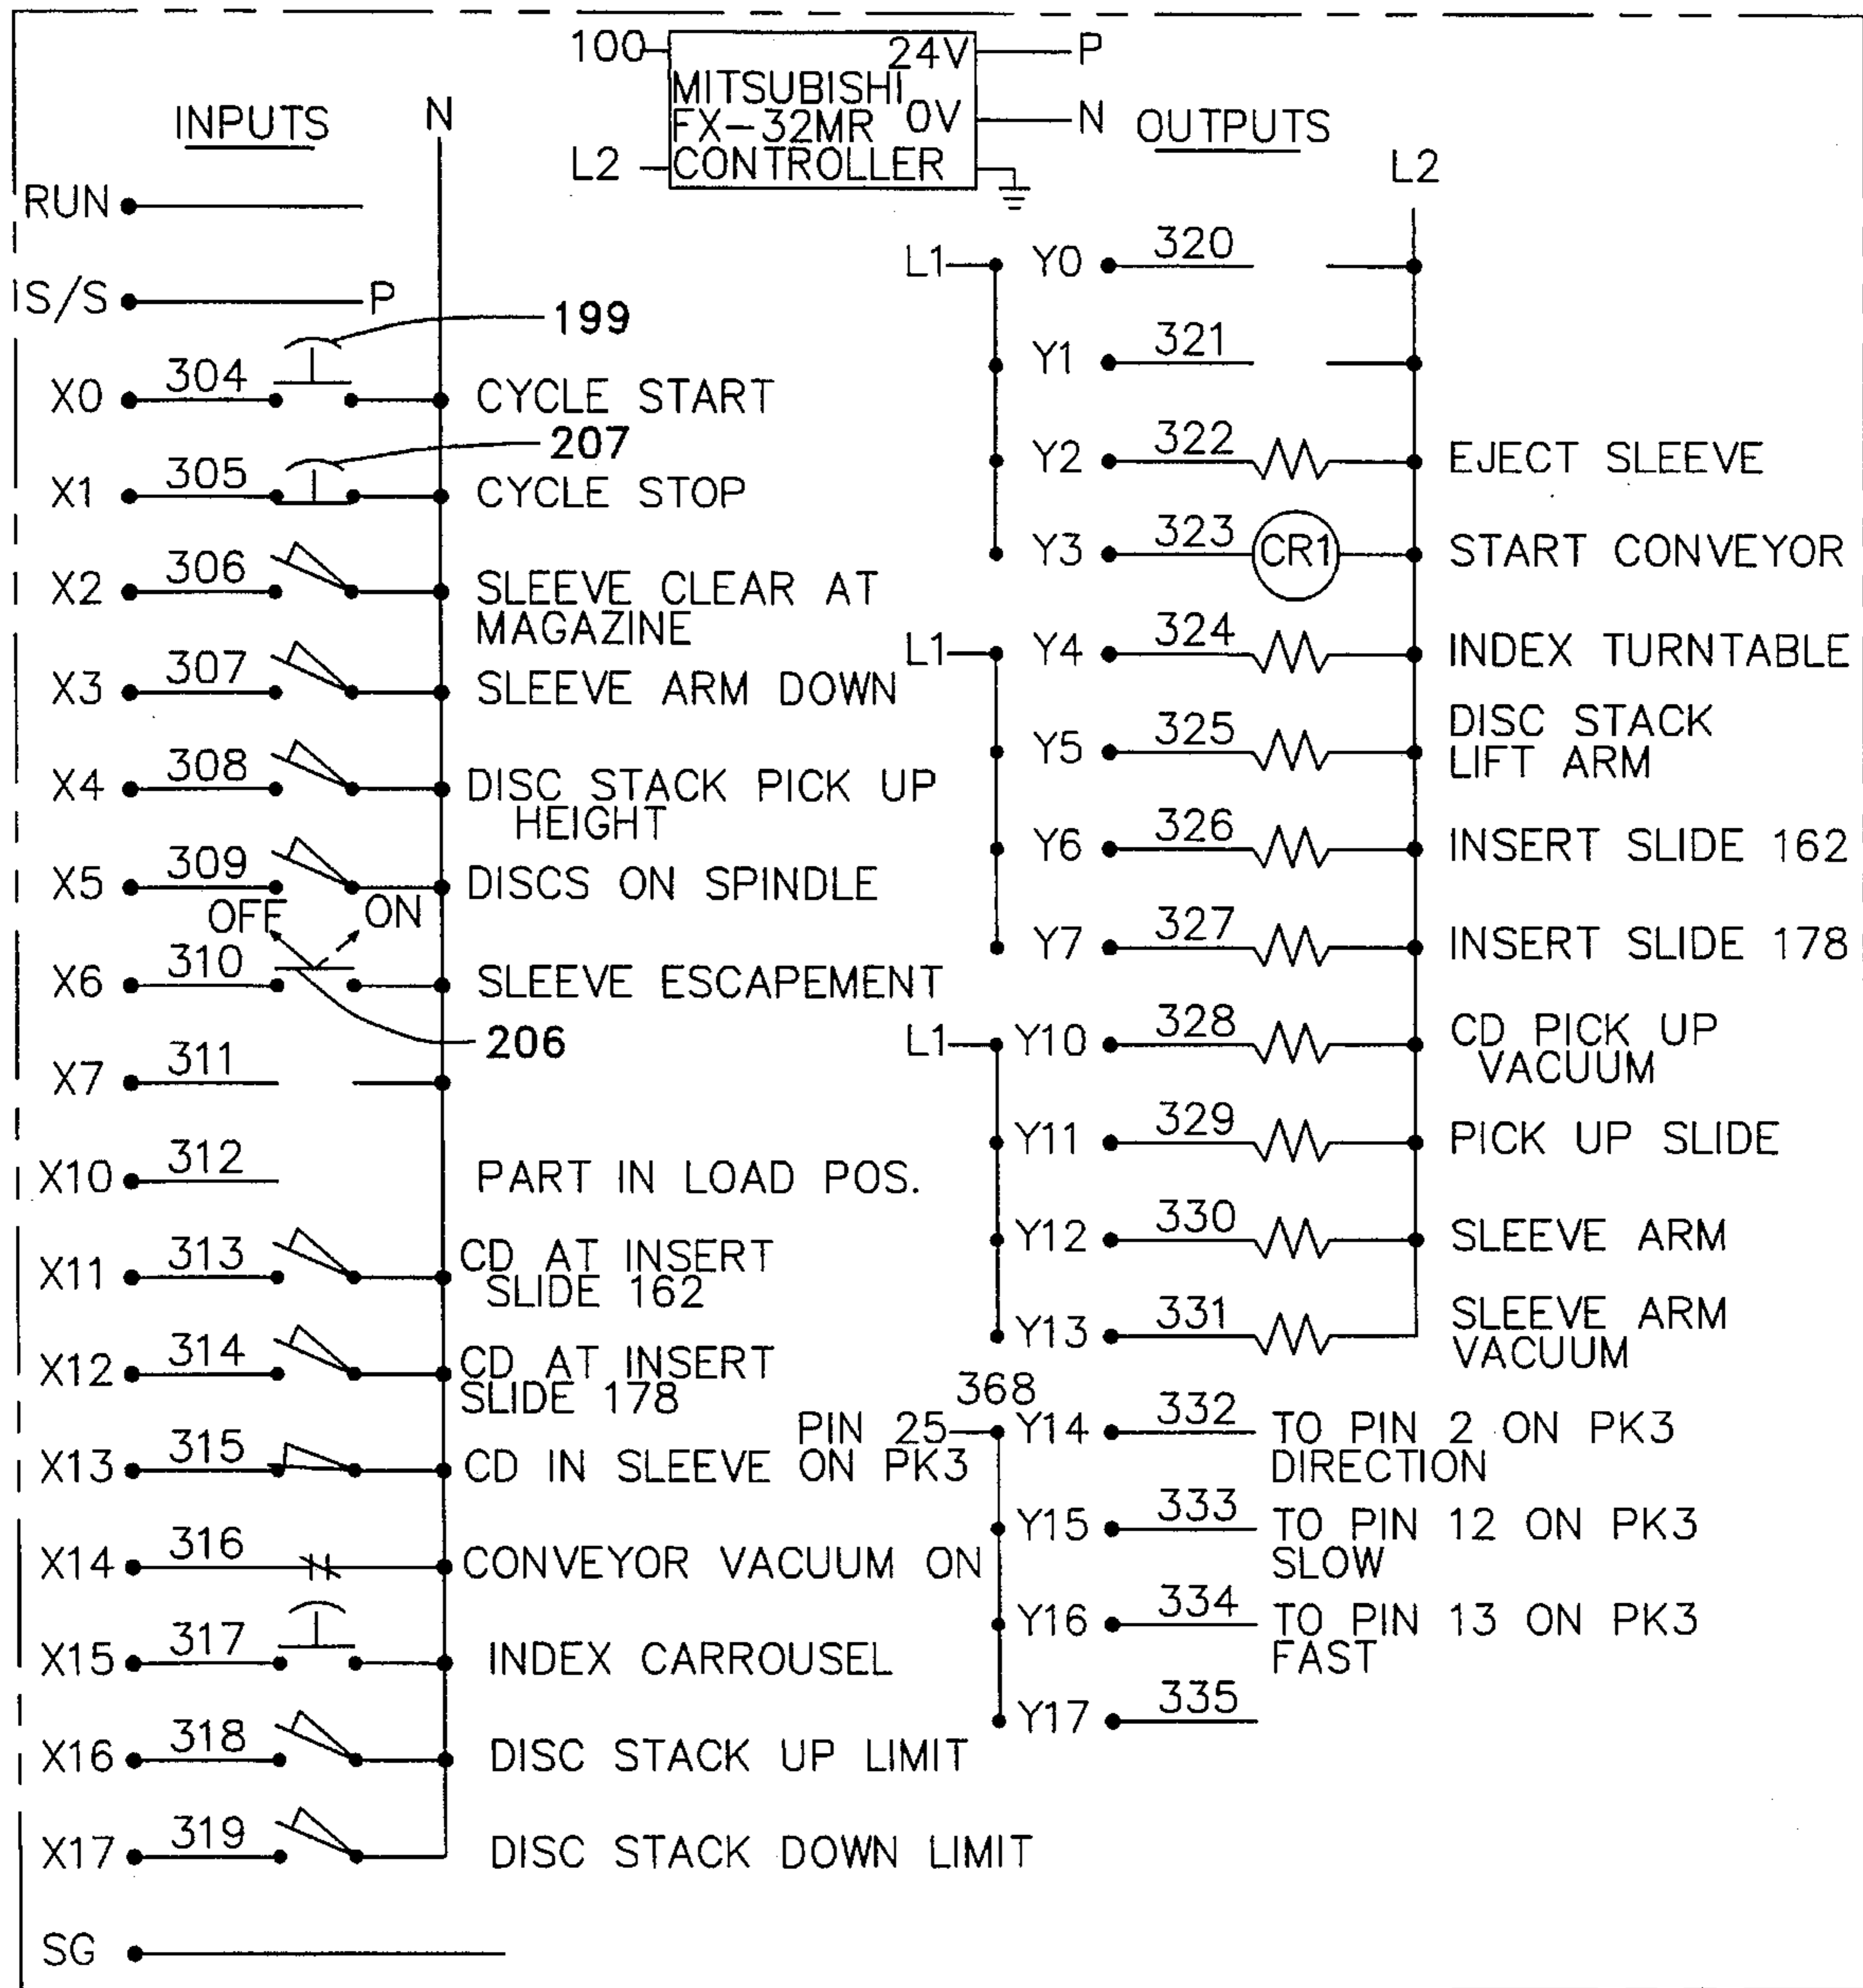 100
24V
P
MITSUBISHI
FX-32MR
0V
N
L2
CONTROLLER
INPUTS
N
RUN
S/S
P
199
X0 304 CYCLE START
207
X1 305 CYCLE STOP
X2 306 SLEEVE CLEAR AT
MAGAZINE
X3 307 SLEEVE ARM DOWN
X4 308 DISC STACK PICK UP
HEIGHT
X5 309 DISCS ON SPINDLE
OFF ON
X6 310 SLEEVE ESCAPEMENT
206
X7 311
X10 312 PART IN LOAD POS.
X11 313 CD AT INSERT
SLIDE 162
X12 314 CD AT INSERT
SLIDE 178
X13 315 CD IN SLEEVE ON PK3
X14 316 CONVEYOR VACUUM ON
X15 317 INDEX CARROUSEL
X16 318 DISC STACK UP LIMIT
X17 319 DISC STACK DOWN LIMIT
SG
OUTPUTS
L2
L1 Y0 320
Y1 321
Y2 322 EJECT SLEEVE
Y3 323 CR1 START CONVEYOR
L1 Y4 324 INDEX TURNTABLE
Y5 325 DISC STACK
LIFT ARM
Y6 326 INSERT SLIDE 162
Y7 327 INSERT SLIDE 178
L1 Y10 328 CD PICK UP
VACUUM
Y11 329 PICK UP SLIDE
Y12 330 SLEEVE ARM
Y13 331 SLEEVE ARM
VACUUM
368
PIN 25 Y14 332 TO PIN 2 ON PK3
DIRECTION
Y15 333 TO PIN 12 ON PK3
SLOW
Y16 334 TO PIN 13 ON PK3
FAST
Y17 335